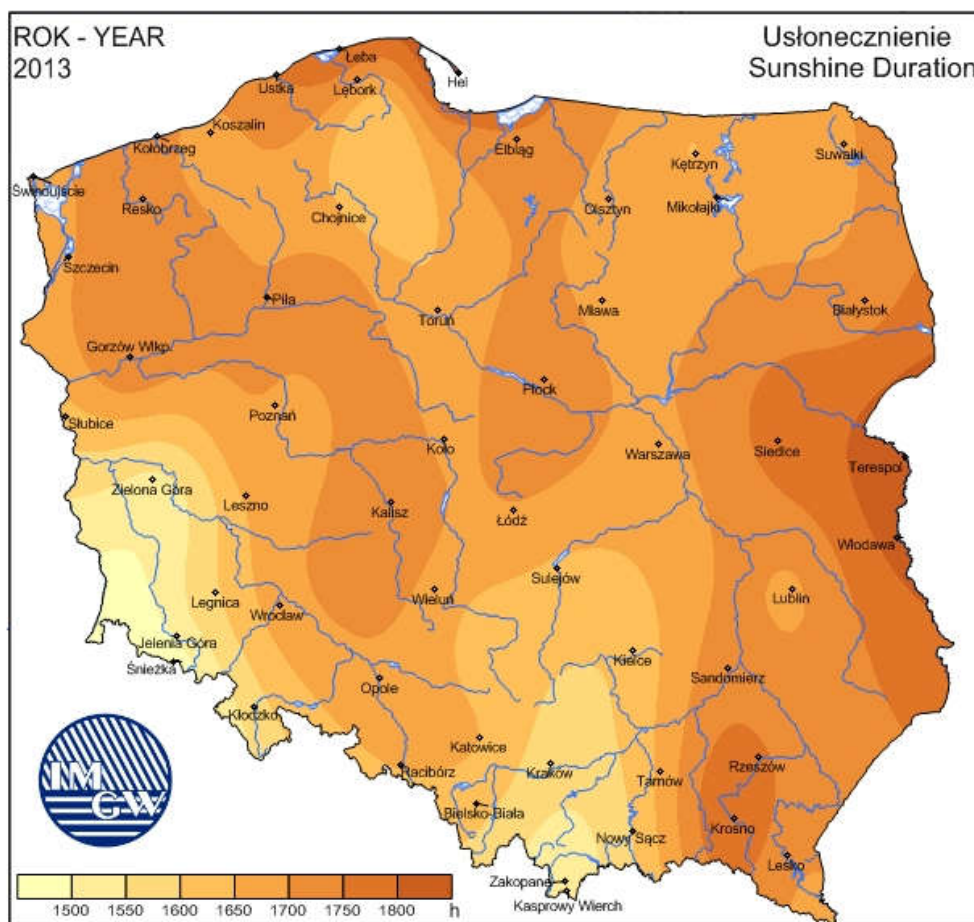 ROK - YEAR
2013
Usłonecznienie
Sunshine Duration
Łeba
Hel
Ustka
Lębork
Koszalin
Kołobrzeg
Elbląg
Suwałki
Kętrzyn
Świnoujście
Resko
Chojnice
Olsztyn
Mikołajki
Szczecin
Piła
Toruń
Mława
Białystok
Gorzów Wlkp.
Płock
Poznań
Słubice
Koło
Warszawa
Siedlce
Terespol
Zielona Góra
Leszno
Kalisz
Łódź
Włodawa
Sulejów
Legnica
Wieluń
Lublin
Wrocław
Jelenia Góra
Śnieżka
Kielce
Sandomierz
Opole
Kłodzko
Katowice
Racibórz
Kraków
Tarnów
Rzeszów
Bielsko-Biała
Krosno
Nowy Sącz
Lesko
Zakopane
Kasprowy Wierch
IM
GW
1500 1550 1600 1650 1700 1750 1800 h